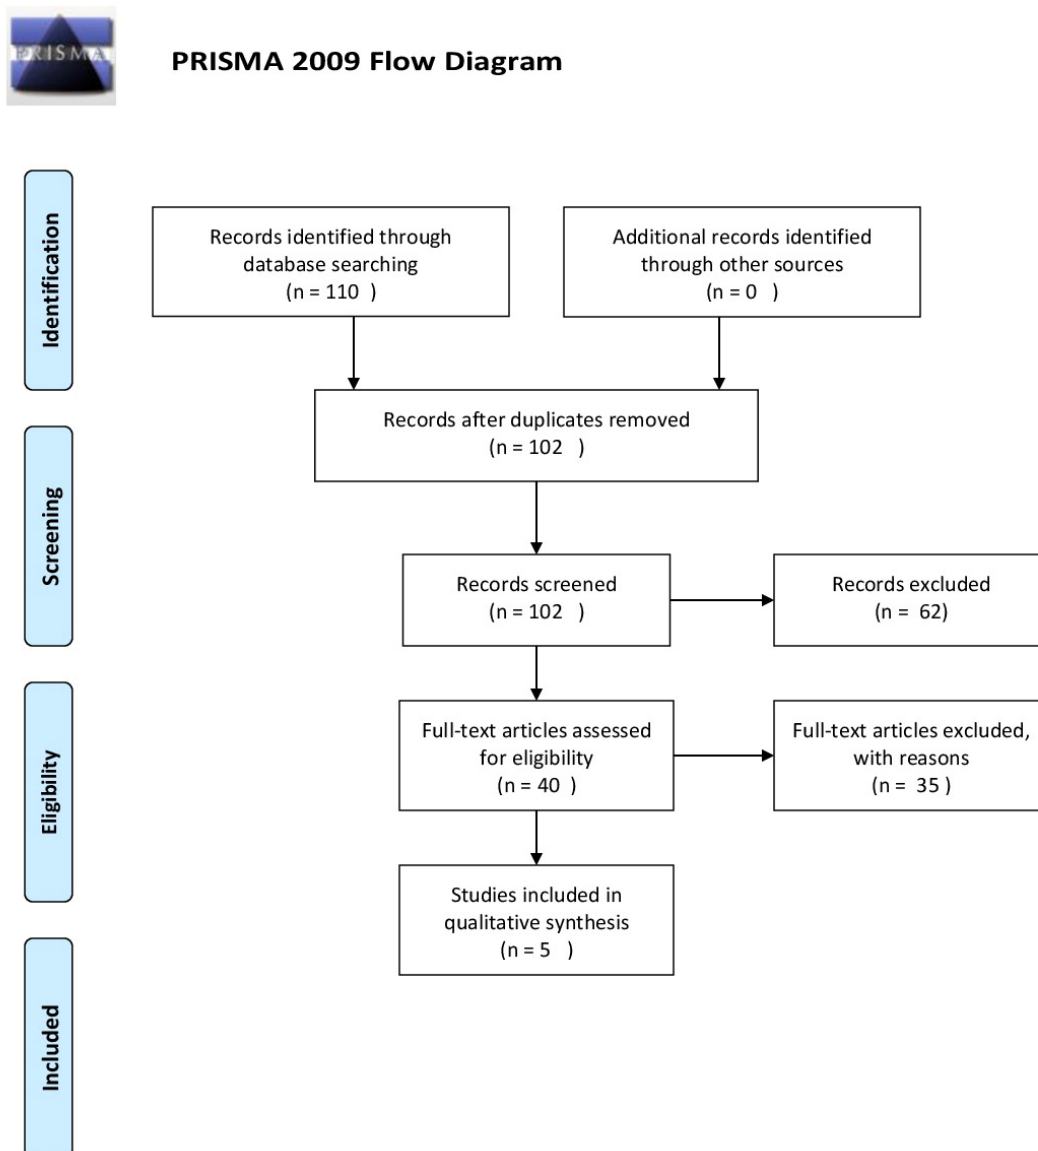 PRISMA
PRISMA 2009 Flow Diagram
Identification
Records identified through
database searching
(n = 110 )
Additional records identified
through other sources
(n = 0 )
Records after duplicates removed
(n = 102 )
Screening
Records screened
(n = 102 )
Records excluded
(n = 62)
Eligibility
Full-text articles assessed
for eligibility
(n = 40 )
Full-text articles excluded,
with reasons
(n = 35 )
Studies included in
qualitative synthesis
(n = 5 )
Included